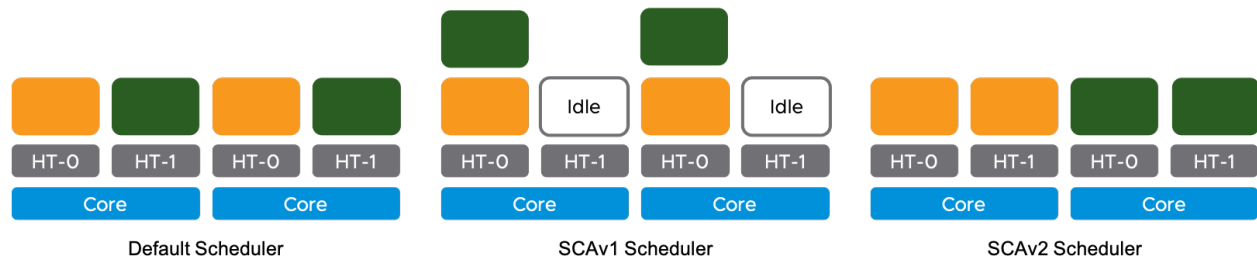 Idle
Idle
HT-0 HT-1 HT-0 HT-1
HT-0 HT-1 HT-0 HT-1
HT-0 HT-1 HT-0 HT-1
Core Core
Core Core
Core Core
Default Scheduler
SCAv1 Scheduler
SCAv2 Scheduler